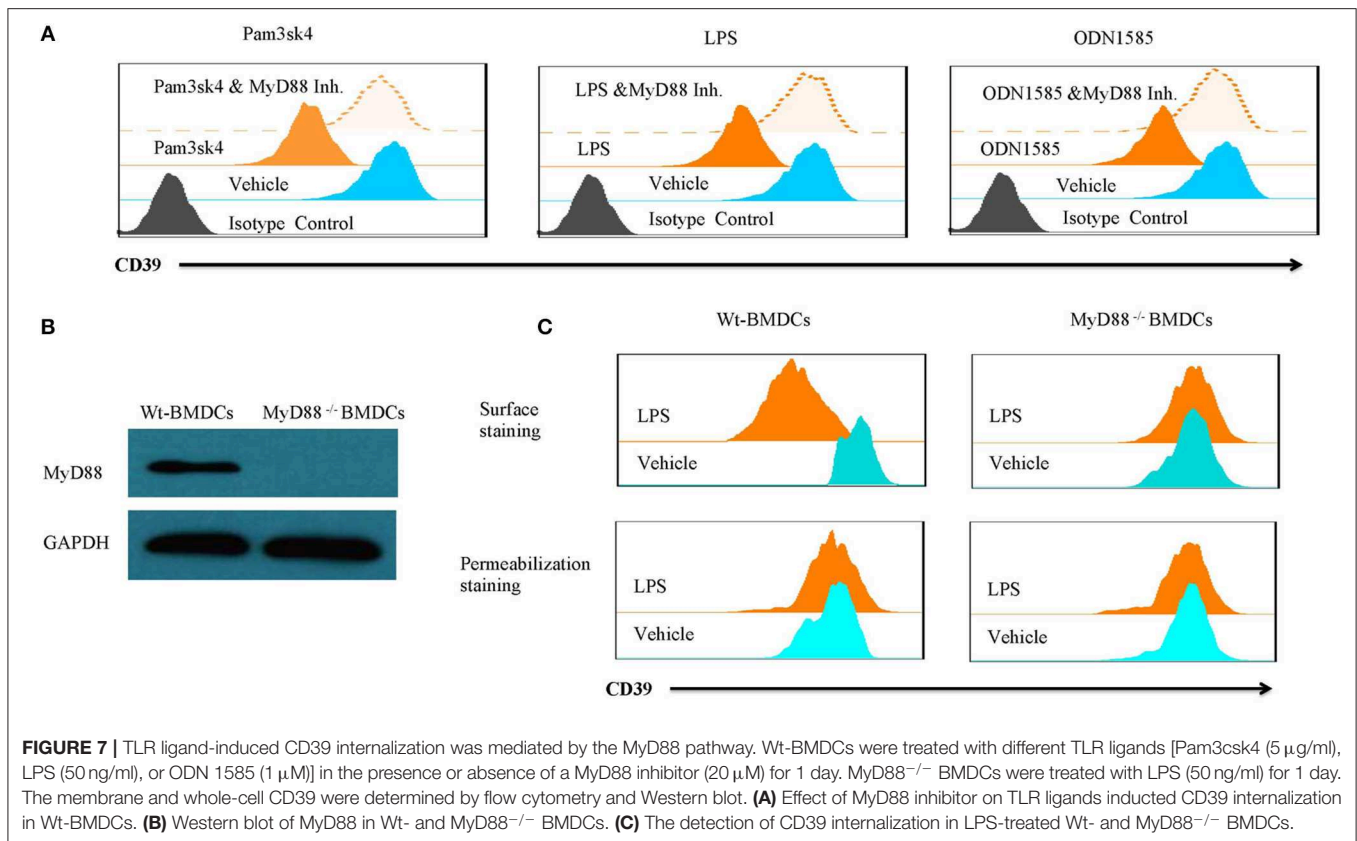 A
Pam3sk4
LPS
ODN1585
Pam3sk4 & MyD88 Inh.
Pam3sk4
Vehicle
Isotype Control
LPS &MyD88 Inh.
LPS
Vehicle
Isotype Control
ODN1585 &MyD88 Inh.
ODN1585
Vehicle
Isotype Control
CD39
B
Wt-BMDCs MyD88 -/- BMDCs
MyD88
GAPDH
C
Wt-BMDCs
MyD88 -/- BMDCs
Surface
staining
LPS
Vehicle
LPS
Vehicle
Permeabilization
staining
LPS
Vehicle
LPS
Vehicle
CD39
FIGURE 7 | TLR ligand-induced CD39 internalization was mediated by the MyD88 pathway. Wt-BMDCs were treated with different TLR ligands [Pam3csk4 (5 μg/ml),
LPS (50 ng/ml), or ODN 1585 (1 μM)] in the presence or absence of a MyD88 inhibitor (20 μM) for 1 day. MyD88−/− BMDCs were treated with LPS (50 ng/ml) for 1 day.
The membrane and whole-cell CD39 were determined by flow cytometry and Western blot. (A) Effect of MyD88 inhibitor on TLR ligands inducted CD39 internalization
in Wt-BMDCs. (B) Western blot of MyD88 in Wt- and MyD88−/− BMDCs. (C) The detection of CD39 internalization in LPS-treated Wt- and MyD88−/− BMDCs.